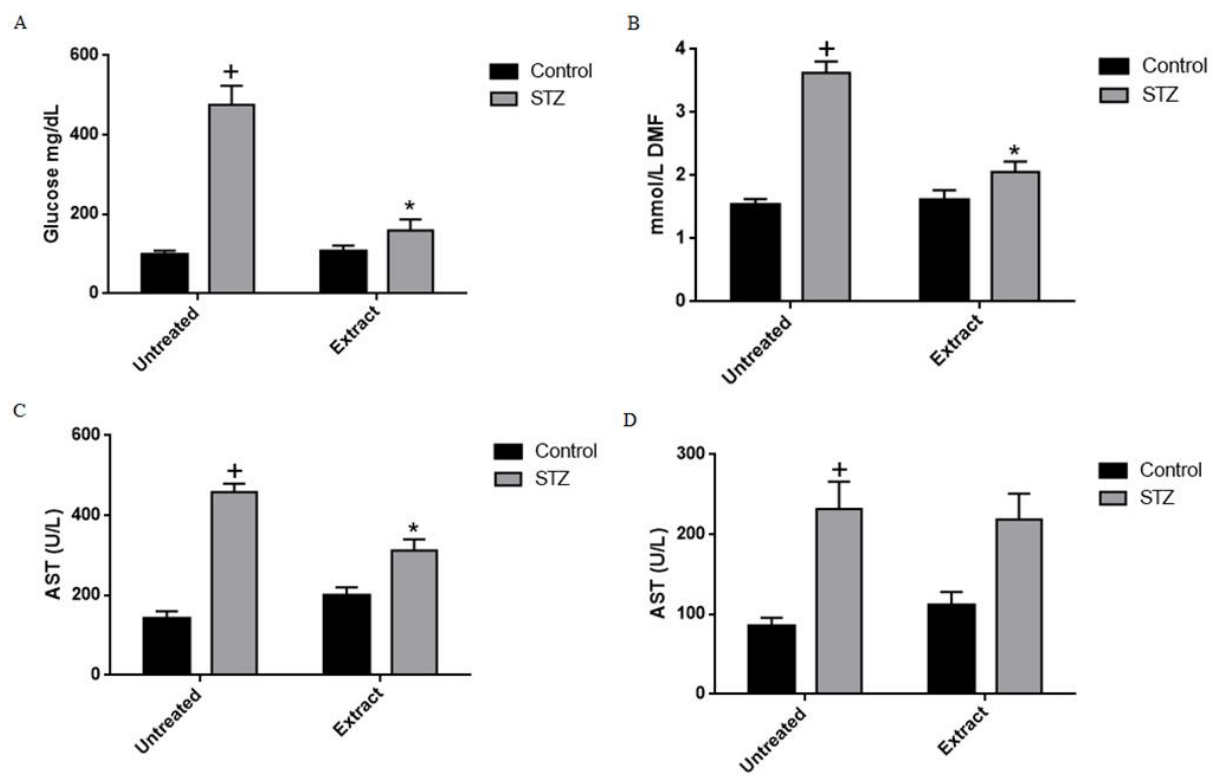 A
600
400
200
0
Glucose mg/dL
+
*
Untreated
Extract
Control
STZ
B
4
3
2
1
0
mmol/L DMF
+
*
Untreated
Extract
Control
STZ
C
600
400
200
0
AST (U/L)
+
*
Untreated
Extract
Control
STZ
D
300
200
100
0
AST (U/L)
+
Untreated
Extract
Control
STZ